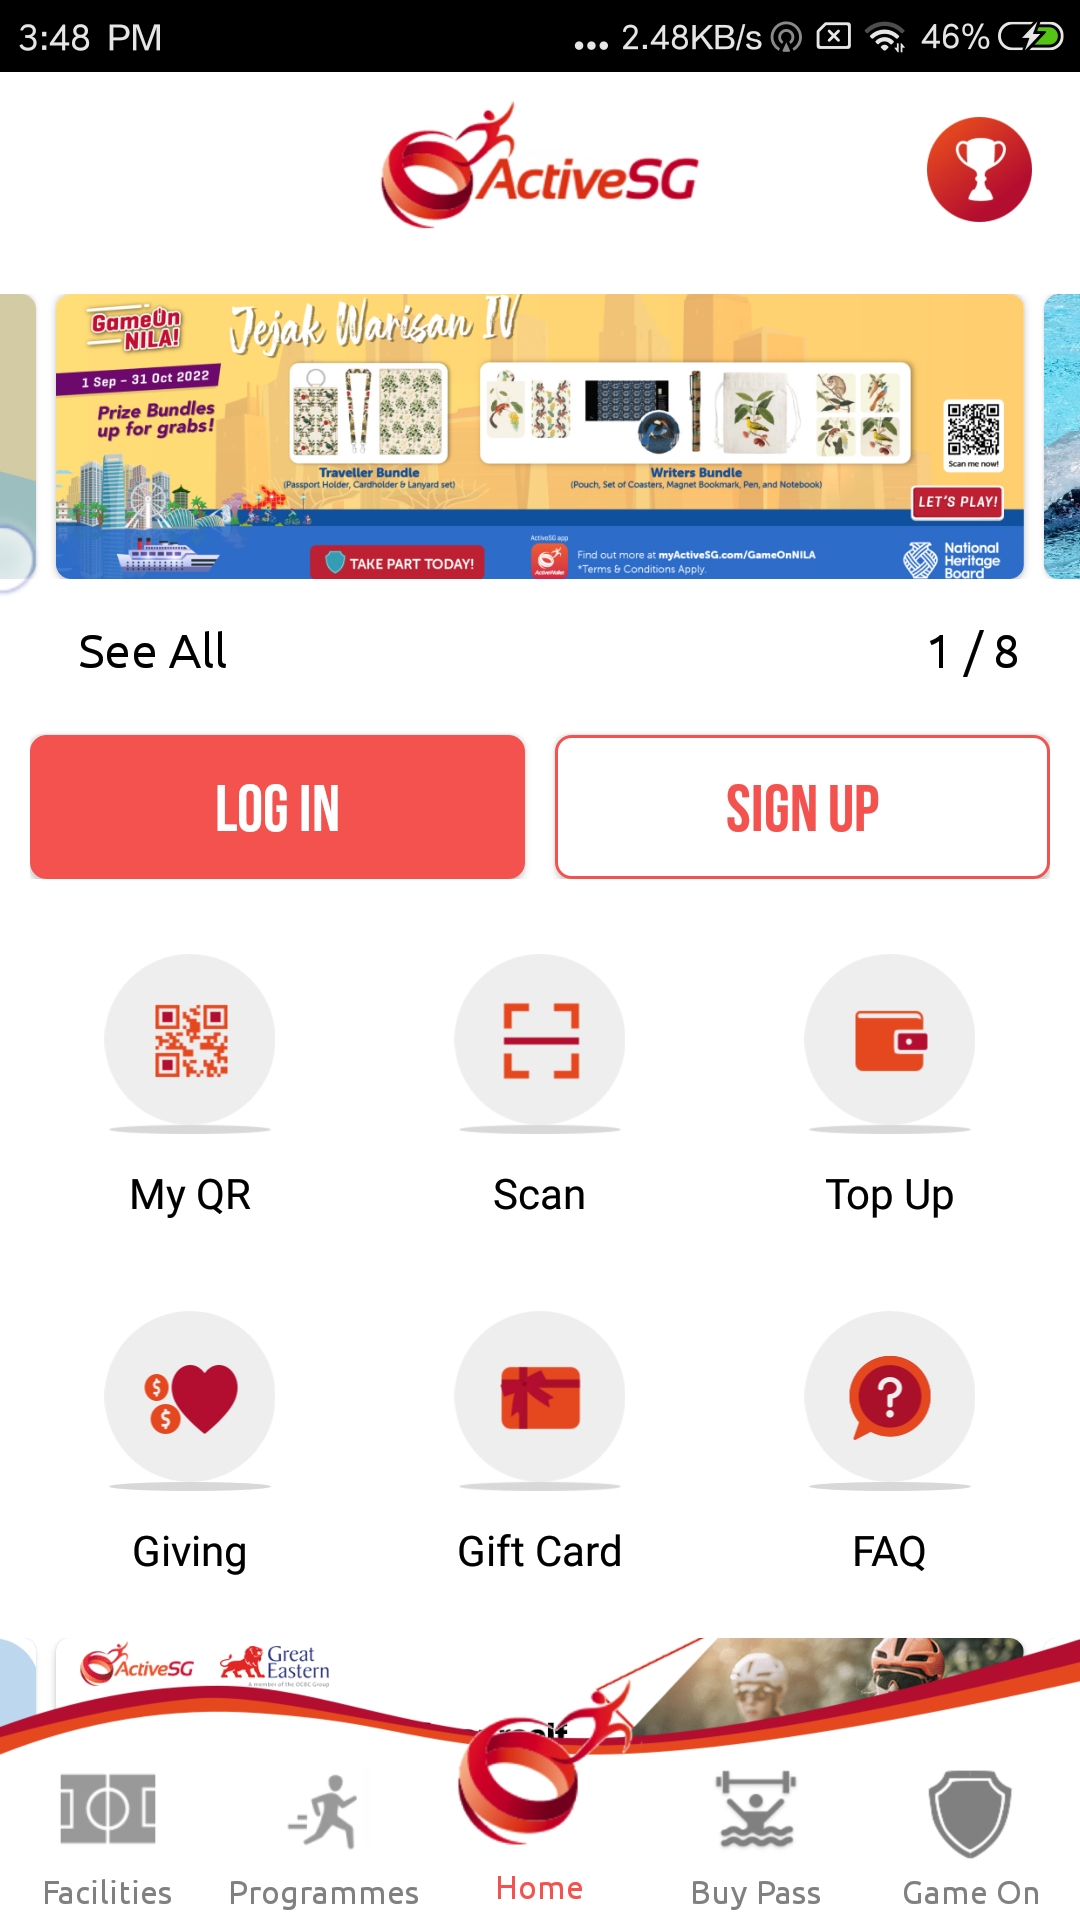 3:48 PM
... 2.48KB/s 46%
ActiveSG
GameOn
NILA!
Jejak Warisan IV
1 Sep - 31 Oct 2022
Prize Bundles
up for grabs!
Traveller Bundle
(Passport Holder, Cardholder & Lanyard set)
Writers Bundle
(Pouch, Set of Coasters, Magnet Bookmark, Pen, and Notebook)
Scan me now!
LET'S PLAY!
TAKE PART TODAY!
ActiveSG app
Find out more at myActiveSG.com/GameOnNILA
*Terms & Conditions Apply.
National
Heritage
Board
See All
1 / 8
LOG IN
SIGN UP
My QR
Scan
Top Up
Giving
Gift Card
FAQ
ActiveSG
Great
Eastern
A member of the OCBC Group
Facilities
Programmes
Home
Buy Pass
Game On